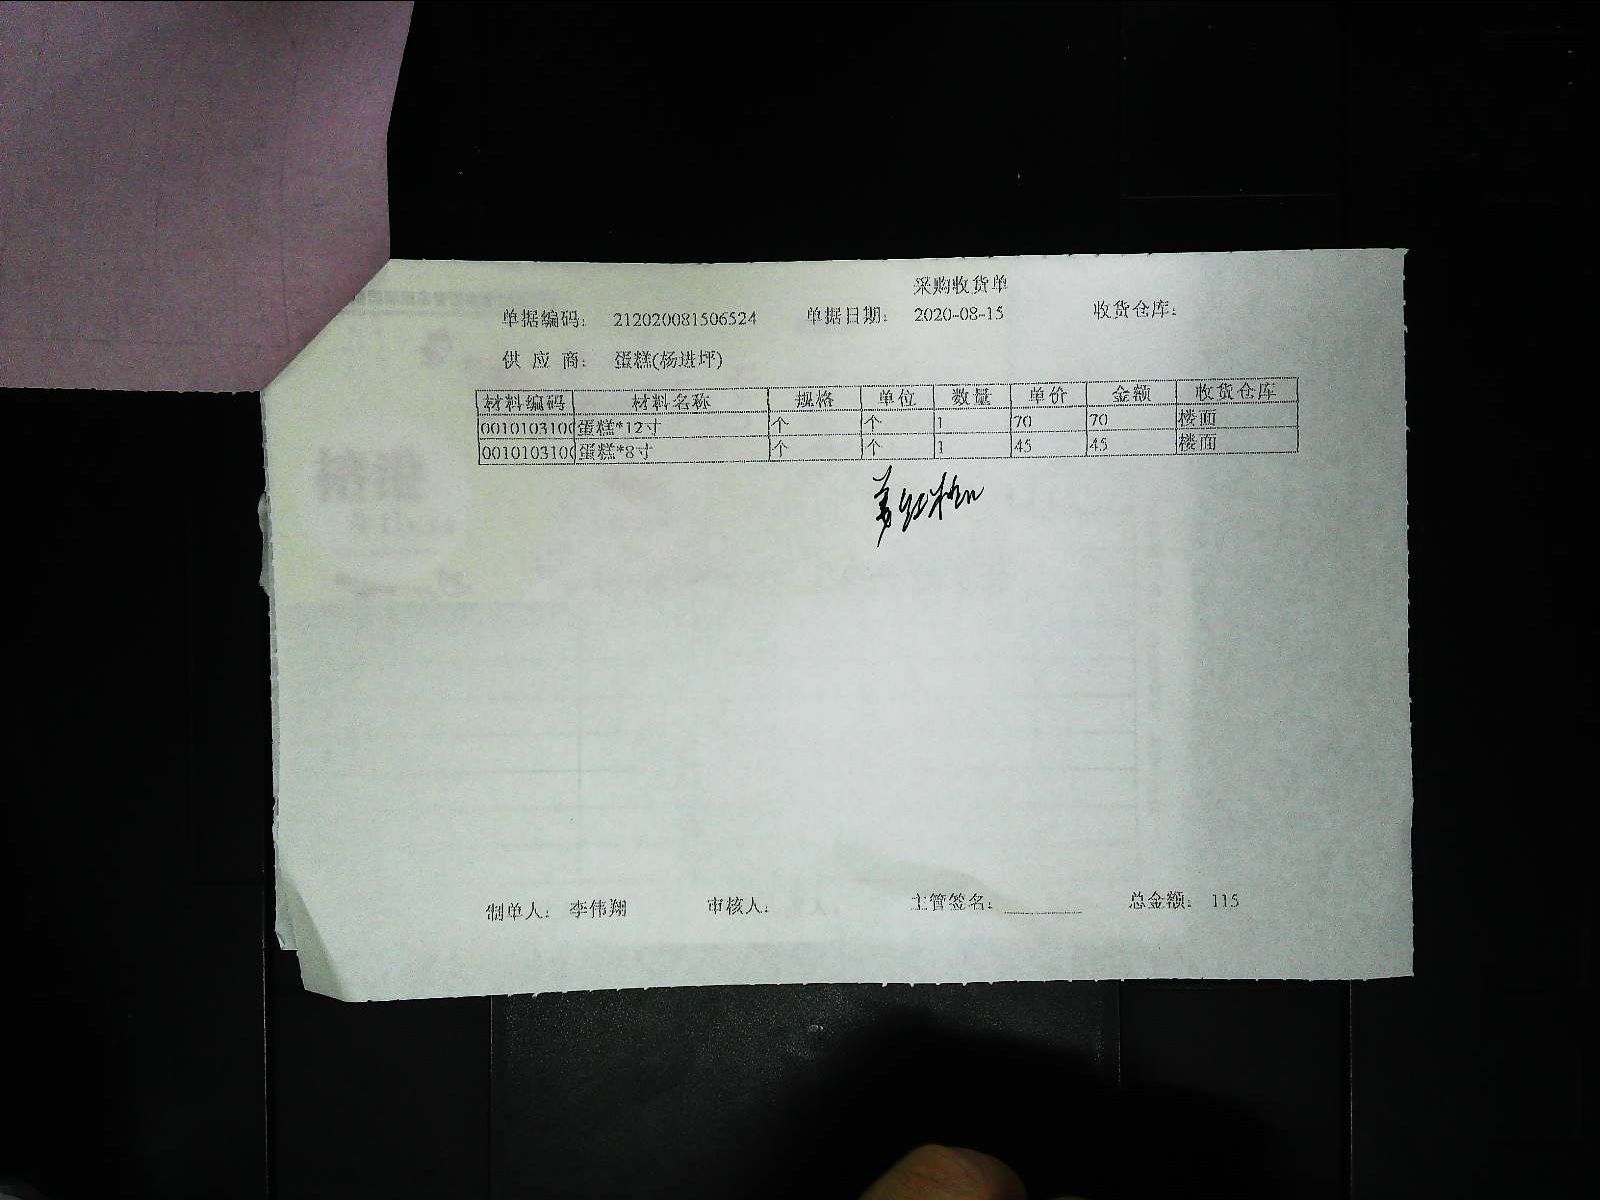 采购收货单
单据编码: 212020081506524 单据日期: 2020-08-15 收货仓库:
供 应 商: 蛋糕(杨进坪)
材料编码 材料名称 规格 单位 数量 单价 金额 收货仓库
0010103100 蛋糕*12寸 个 个 1 70 70 楼面
0010103100 蛋糕*8寸 个 个 1 45 45 楼面
制单人: 李伟翔 审核人: 主管签名: 总金额: 115